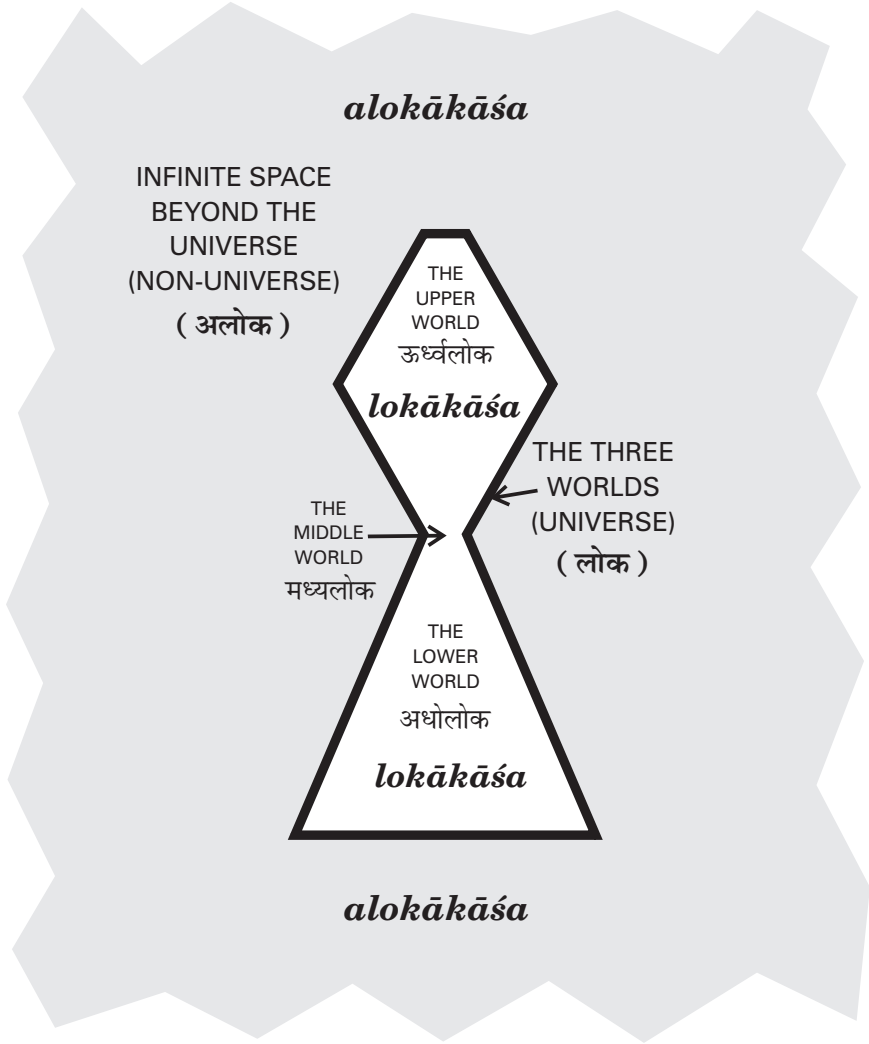 alokākāśa
INFINITE SPACE
BEYOND THE
UNIVERSE
(NON-UNIVERSE)
( अलोक )
THE
UPPER
WORLD
ऊर्ध्वलोक
lokākāśa
THE THREE
WORLDS
(UNIVERSE)
( लोक )
THE
MIDDLE
WORLD
मध्यलोक
THE
LOWER
WORLD
अधोलोक
lokākāśa
alokākāśa